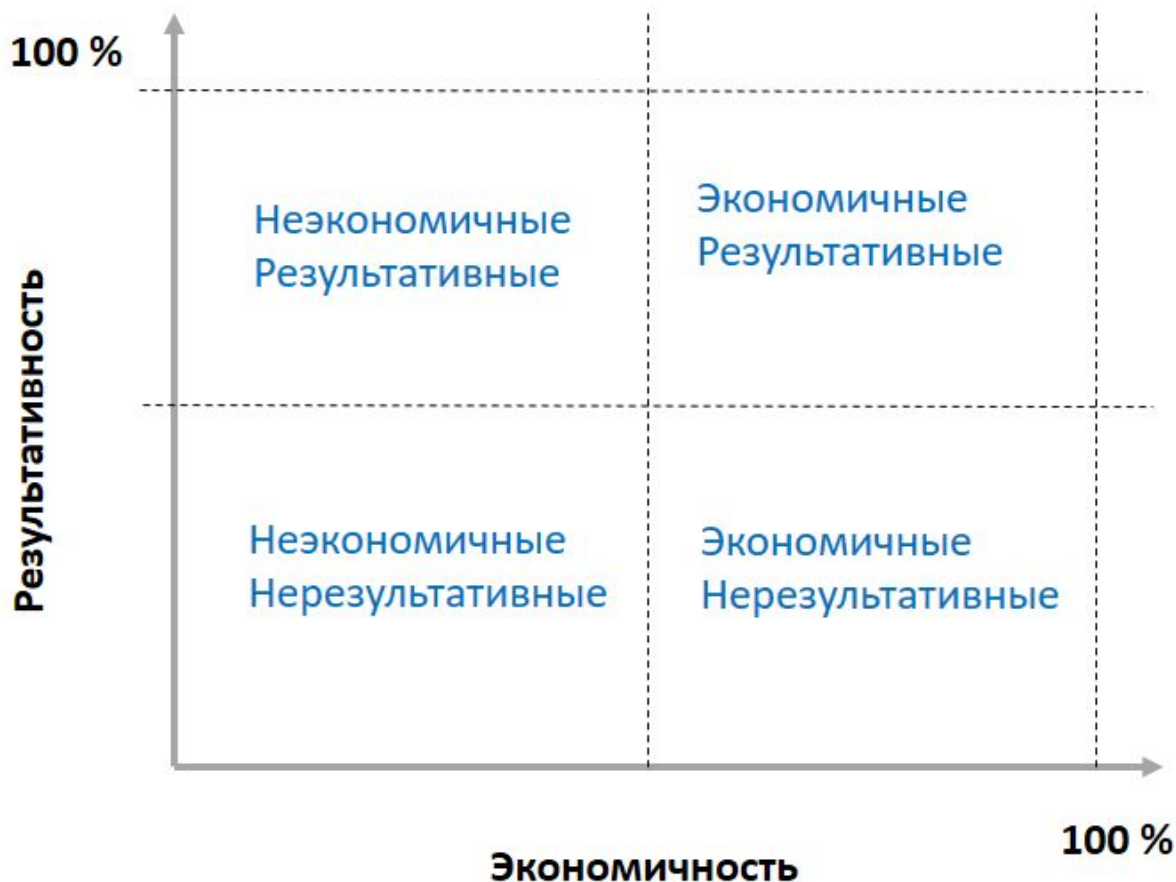 100 %
Результативность
Неэкономичные
Результативные
Экономичные
Результативные
Неэкономичные
Нерезультативные
Экономичные
Нерезультативные
100 %
Экономичность